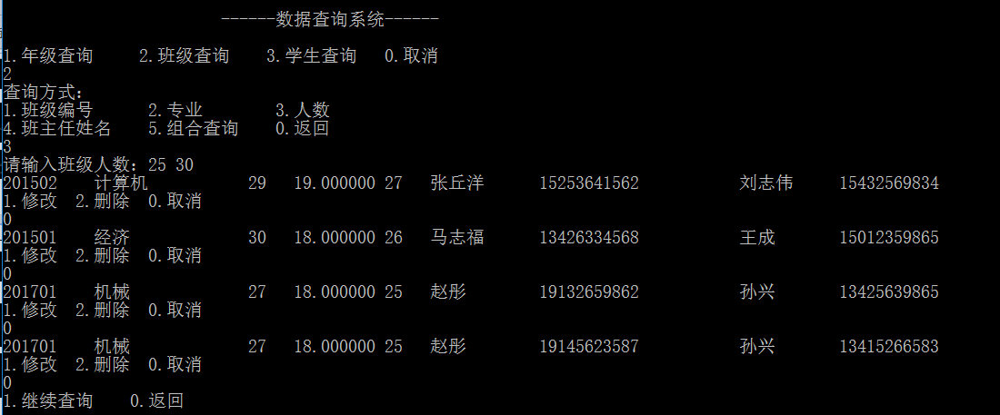 ------数据查询系统------
1.年级查询 2.班级查询 3.学生查询 0.取消
2
查询方式：
1.班级编号 2.专业 3.人数
4.班主任姓名 5.组合查询 0.返回
3
请输入班级人数：25 30
201502 计算机 29 19.000000 27 张丘洋 15253641562 刘志伟 15432569834
1.修改 2.删除 0.取消
0
201501 经济 30 18.000000 26 马志福 13426334568 王成 15012359865
1.修改 2.删除 0.取消
0
201701 机械 27 18.000000 25 赵彤 19132659862 孙兴 13425639865
1.修改 2.删除 0.取消
0
201701 机械 27 18.000000 25 赵彤 19145623587 孙兴 13415266583
1.修改 2.删除 0.取消
0
1.继续查询 0.返回